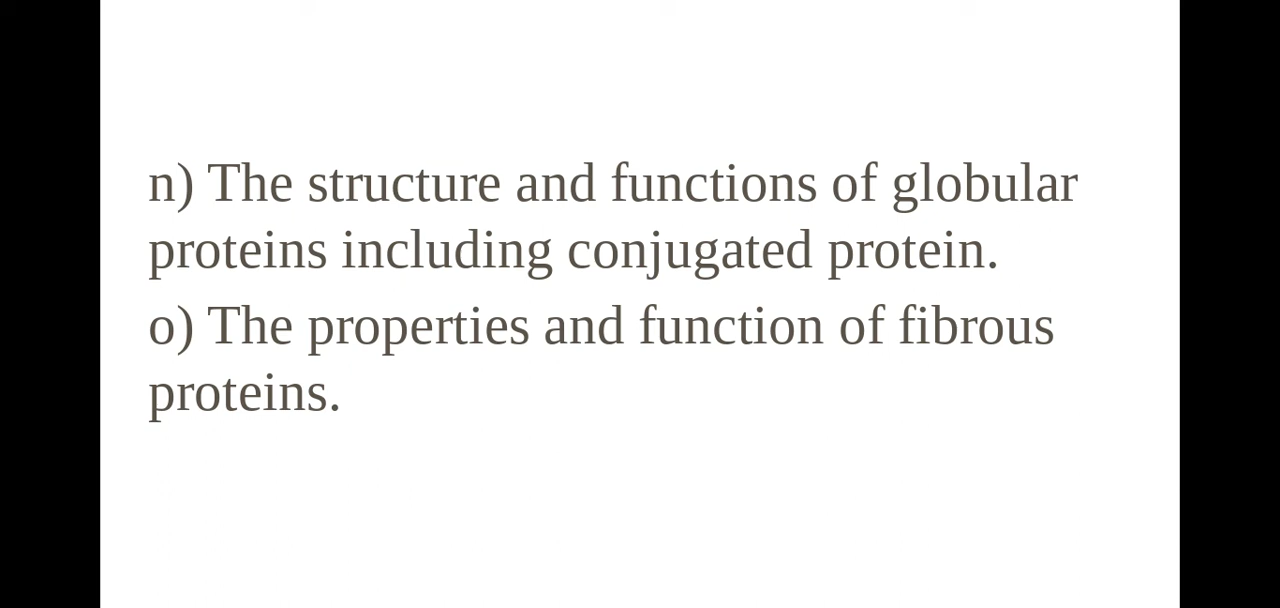 n) The structure and functions of globular
proteins including conjugated protein.
o) The properties and function of fibrous
proteins.